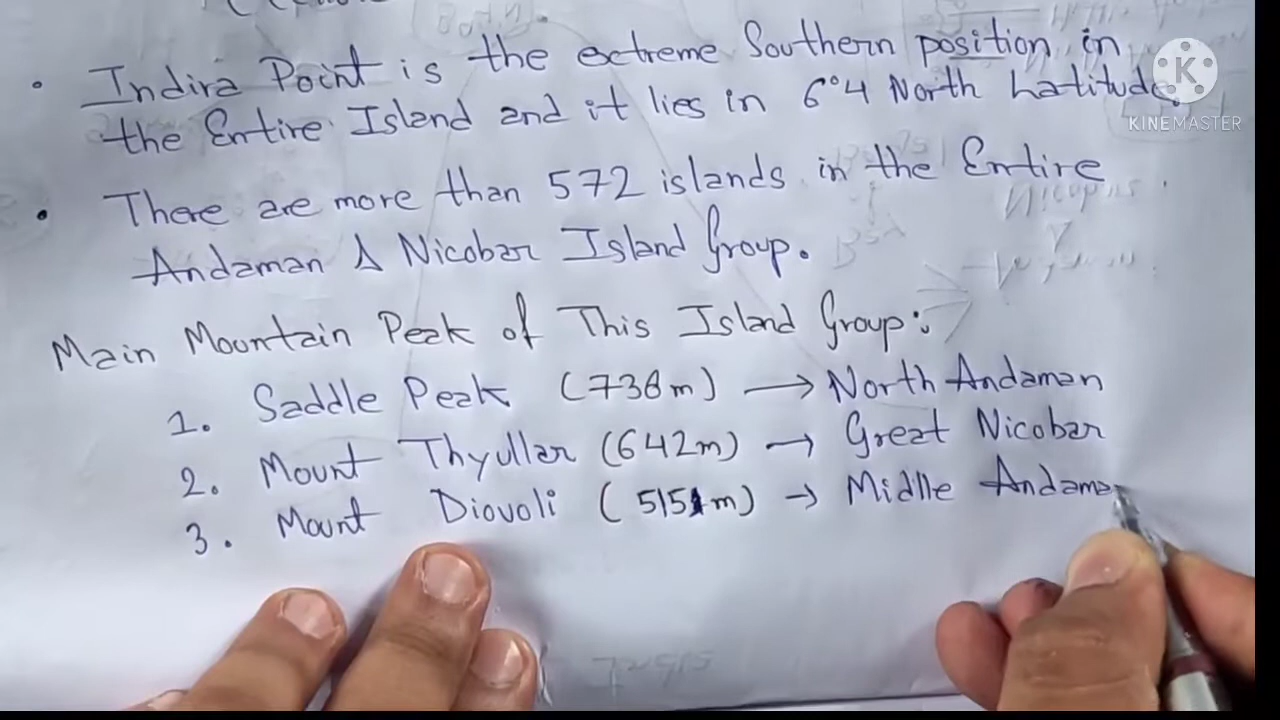 • Indira Point is the extreme Southern position in
the Entire Island and it lies in 6°4 North Latitude.
• There are more than 572 islands in the Entire
Andaman & Nicobar Island Group.
Main Mountain Peak of This Island Group:
1. Saddle Peak (738m) → North Andaman
2. Mount Thyullar (642m) → Great Nicobar
3. Mount Diovoli (515m) → Midlle Andama
KINEMASTER